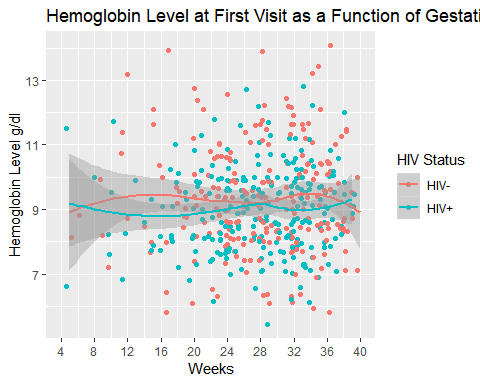 Hemoglobin Level at First Visit as a Function of Gestati
Hemoglobin Level g/dl
13
11
9
7
4 8 12 16 20 24 28 32 36 40
Weeks
HIV Status
HIV-
HIV+